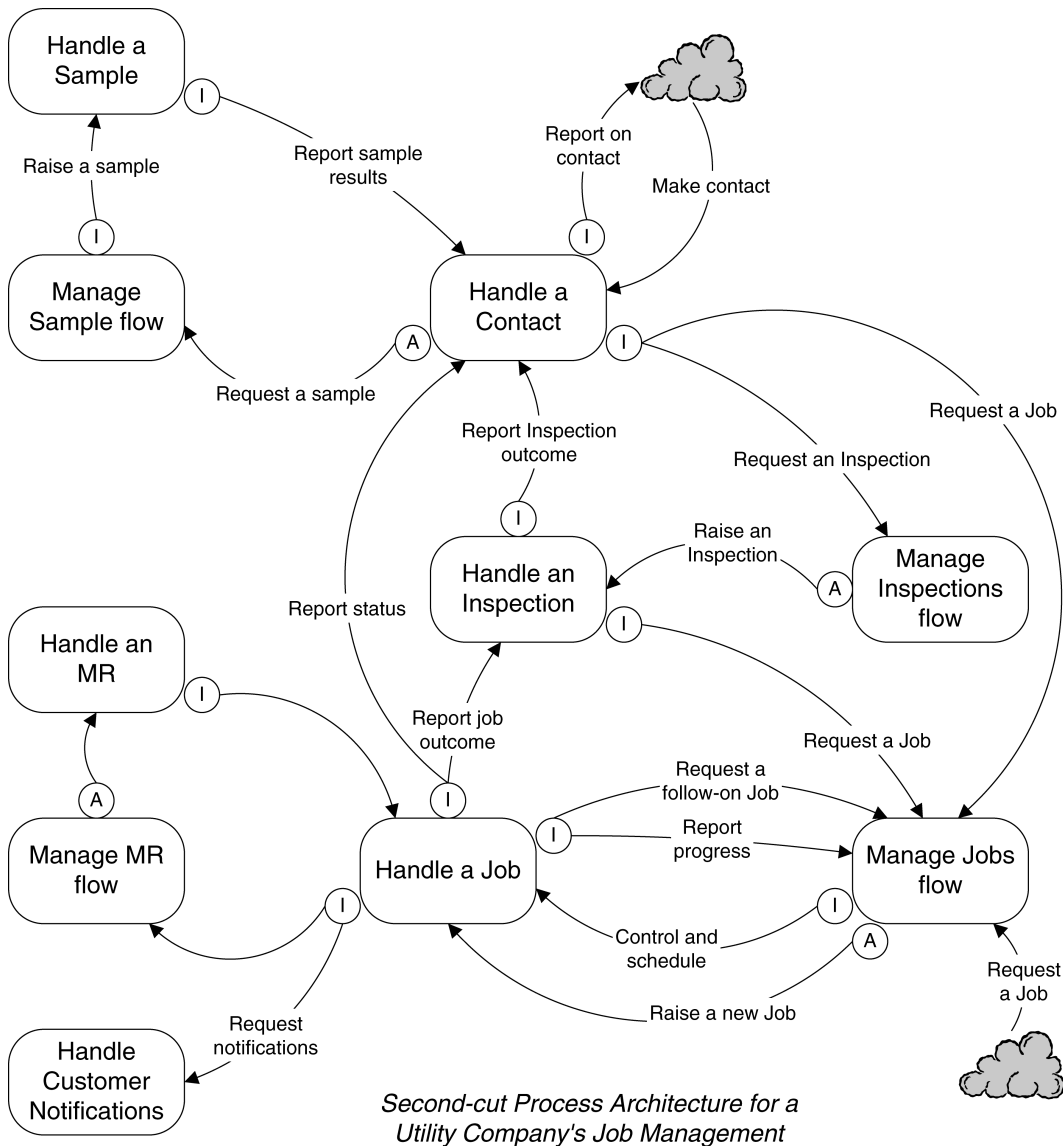 Handle a
Sample
I
Raise a sample
Report sample
results
Report on
contact
Make contact
I
I
Manage
Sample flow
Handle a
Contact
A
I
Request a sample
Request a Job
Report Inspection
outcome
Request an Inspection
I
Raise an
Inspection
Handle an
Inspection
A
Manage
Inspections
flow
Report status
I
Handle an
MR
I
Report job
outcome
Request a Job
A
I
Request a
follow-on Job
I
Report
progress
Manage MR
flow
Handle a Job
Manage Jobs
flow
I
I
Control and
schedule
A
Request
a Job
Raise a new Job
Request
notifications
Handle
Customer
Notifications
Second-cut Process Architecture for a
Utility Company's Job Management